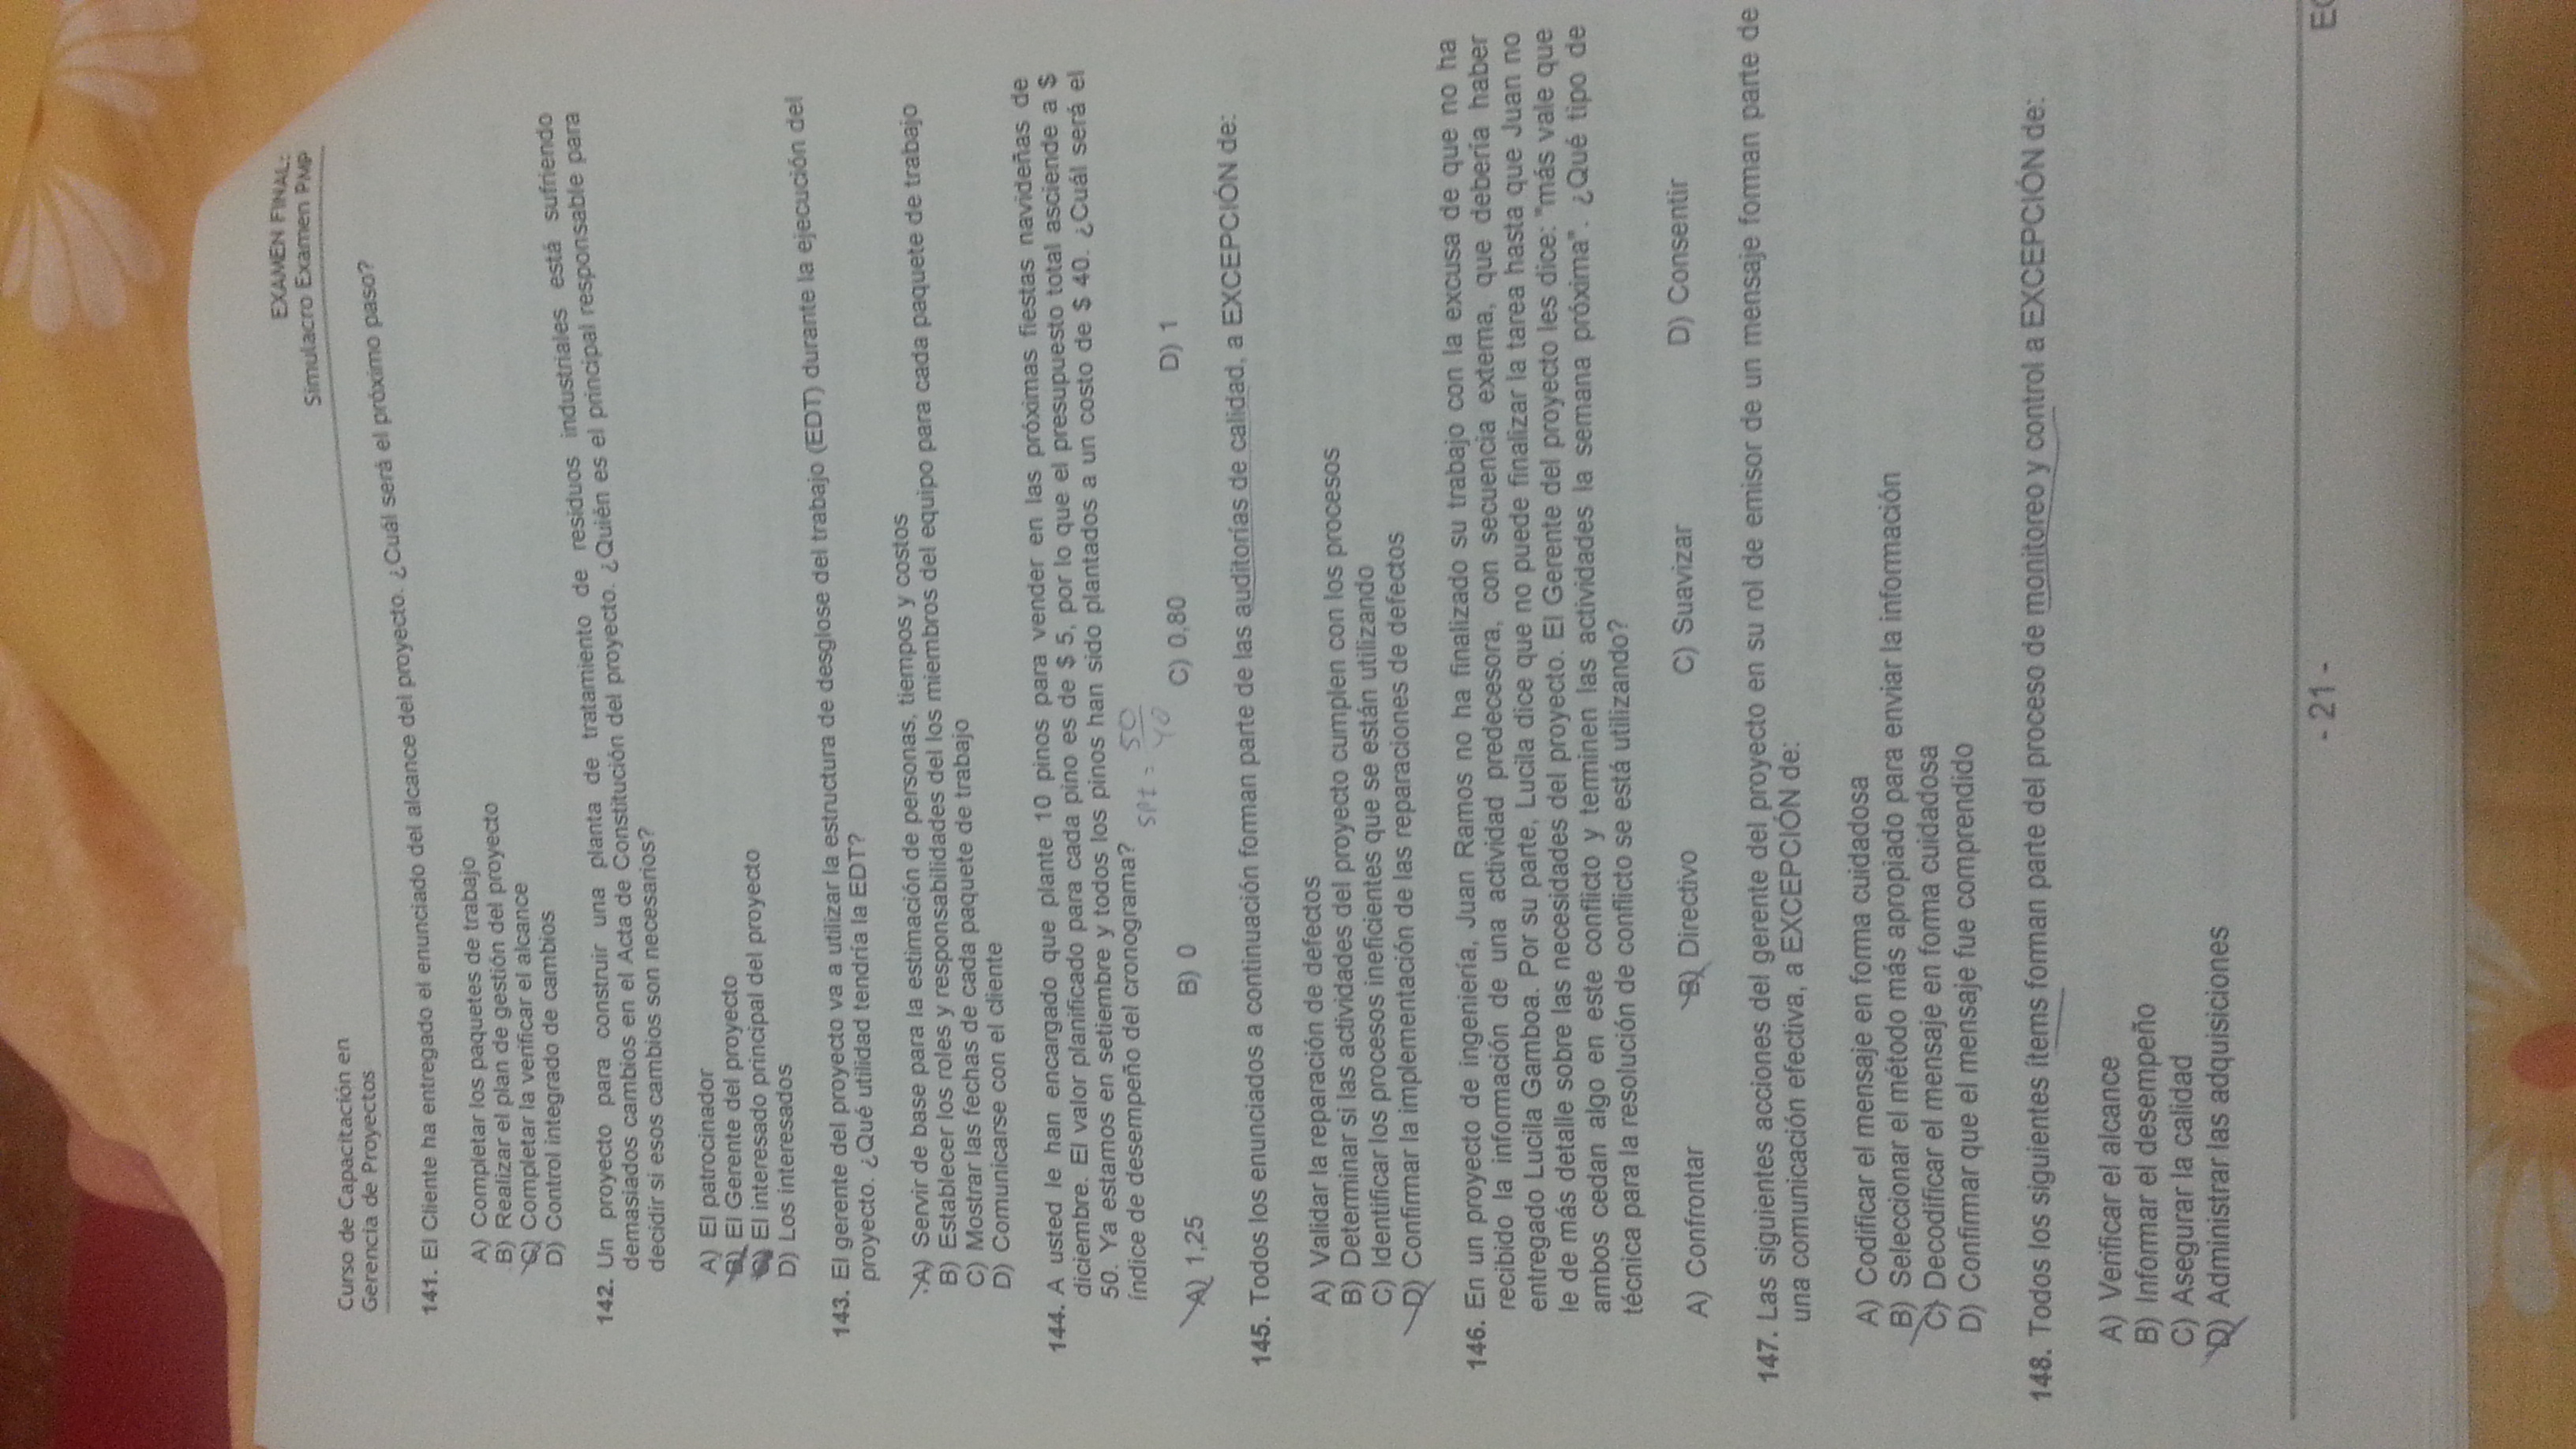 EXAMEN FINAL:
Simulacro Examen PMP
Curso de Capacitación en
Gerencia de Proyectos
141. El Cliente ha entregado el enunciado del alcance del proyecto. ¿Cuál será el próximo paso?
A) Completar los paquetes de trabajo
B) Realizar el plan de gestión del proyecto
C) Completar la verificar el alcance
D) Control integrado de cambios
142. Un proyecto para construir una planta de tratamiento de residuos industriales está sufriendo
demasiados cambios en el Acta de Constitución del proyecto. ¿Quién es el principal responsable para
decidir si esos cambios son necesarios?
A) El patrocinador
B) El Gerente del proyecto
C) El interesado principal del proyecto
D) Los interesados
143. El gerente del proyecto va a utilizar la estructura de desglose del trabajo (EDT) durante la ejecución del
proyecto. ¿Qué utilidad tendría la EDT?
A) Servir de base para la estimación de personas, tiempos y costos
B) Establecer los roles y responsabilidades del los miembros del equipo para cada paquete de trabajo
C) Mostrar las fechas de cada paquete de trabajo
D) Comunicarse con el cliente
144. A usted le han encargado que plante 10 pinos para vender en las próximas fiestas navideñas de
diciembre. El valor planificado para cada pino es de $ 5, por lo que el presupuesto total asciende a $
50. Ya estamos en setiembre y todos los pinos han sido plantados a un costo de $ 40. ¿Cuál será el
índice de desempeño del cronograma?
SPI = 50
40
A) 1,25 B) 0 C) 0,80 D) 1
145. Todos los enunciados a continuación forman parte de las auditorías de calidad, a EXCEPCIÓN de:
A) Validar la reparación de defectos
B) Determinar si las actividades del proyecto cumplen con los procesos
C) Identificar los procesos ineficientes que se están utilizando
D) Confirmar la implementación de las reparaciones de defectos
146. En un proyecto de ingeniería, Juan Ramos no ha finalizado su trabajo con la excusa de que no ha
recibido la información de una actividad predecesora, con secuencia externa, que debería haber
entregado Lucila Gamboa. Por su parte, Lucila dice que no puede finalizar la tarea hasta que Juan no
le de más detalle sobre las necesidades del proyecto. El Gerente del proyecto les dice: "más vale que
ambos cedan algo en este conflicto y terminen las actividades la semana próxima". ¿Qué tipo de
técnica para la resolución de conflicto se está utilizando?
A) Confrontar B) Directivo C) Suavizar D) Consentir
147. Las siguientes acciones del gerente del proyecto en su rol de emisor de un mensaje forman parte de
una comunicación efectiva, a EXCEPCIÓN de:
A) Codificar el mensaje en forma cuidadosa
B) Seleccionar el método más apropiado para enviar la información
C) Decodificar el mensaje en forma cuidadosa
D) Confirmar que el mensaje fue comprendido
148. Todos los siguientes ítems forman parte del proceso de monitoreo y control a EXCEPCIÓN de:
A) Verificar el alcance
B) Informar el desempeño
C) Asegurar la calidad
D) Administrar las adquisiciones
- 21 -